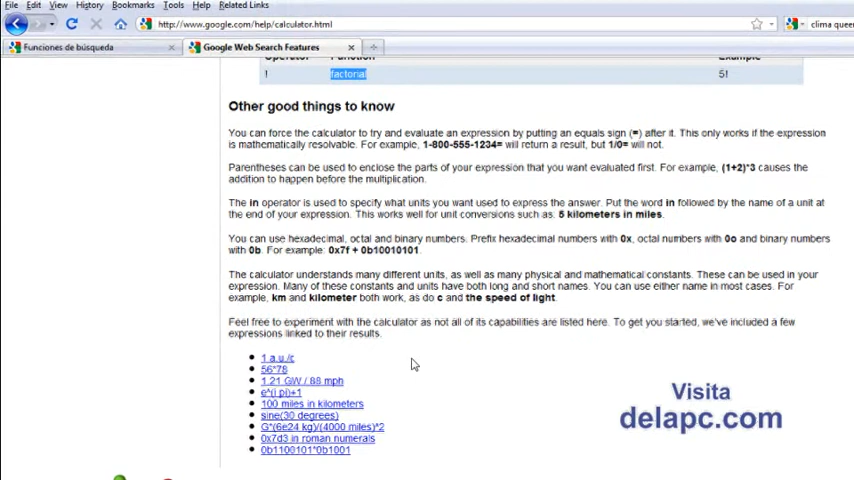 File Edit View History Bookmarks Tools Help Related Links
http://www.google.com/help/calculator.html
clima quer
Funciones de búsqueda
Google Web Search Features
Operator Function Example
! factorial 5!
Other good things to know
You can force the calculator to try and evaluate an expression by putting an equals sign (=) after it. This only works if the expression
is mathematically resolvable. For example, 1-800-555-1234= will return a result, but 1/0= will not.
Parentheses can be used to enclose the parts of your expression that you want evaluated first. For example, (1+2)*3 causes the
addition to happen before the multiplication.
The in operator is used to specify what units you want used to express the answer. Put the word in followed by the name of a unit at
the end of your expression. This works well for unit conversions such as: 5 kilometers in miles.
You can use hexadecimal, octal and binary numbers. Prefix hexadecimal numbers with 0x, octal numbers with 0o and binary numbers
with 0b. For example: 0x7f + 0b10010101.
The calculator understands many different units, as well as many physical and mathematical constants. These can be used in your
expression. Many of these constants and units have both long and short names. You can use either name in most cases. For
example, km and kilometer both work, as do c and the speed of light.
Feel free to experiment with the calculator as not all of its capabilities are listed here. To get you started, we've included a few
expressions linked to their results.
1 a.u./c
56*78
1.21 GW / 88 mph
e^(i pi)+1
100 miles in kilometers
sine(30 degrees)
G*(6e24 kg)/(4000 miles)^2
0x7d3 in roman numerals
0b1100101*0b1001
Visita
delapc.com